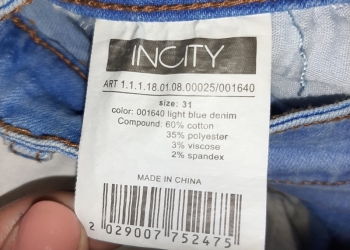 INCITY
ART 1.1.1.18.01.08.00025/001640
size: 31
color: 001640 light blue denim
Compound: 60% cotton
35% polyester
3% viscose
2% spandex
MADE IN CHINA
2 029007 752475